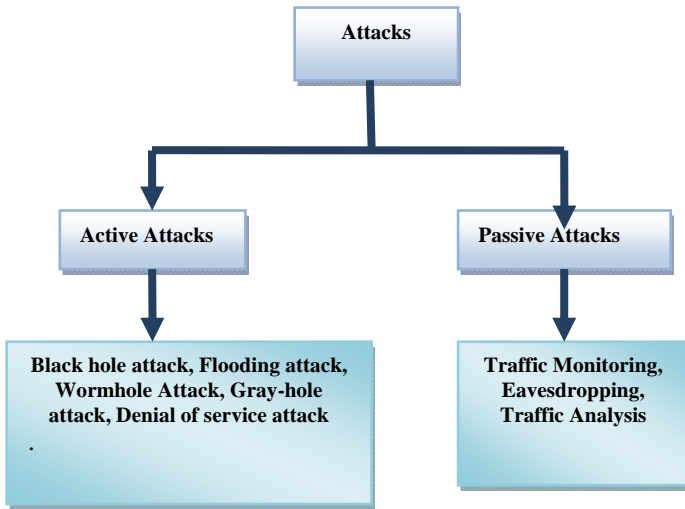 Attacks
Active Attacks
Passive Attacks
Black hole attack, Flooding attack,
Wormhole Attack, Gray-hole
attack, Denial of service attack
.
Traffic Monitoring,
Eavesdropping,
Traffic Analysis